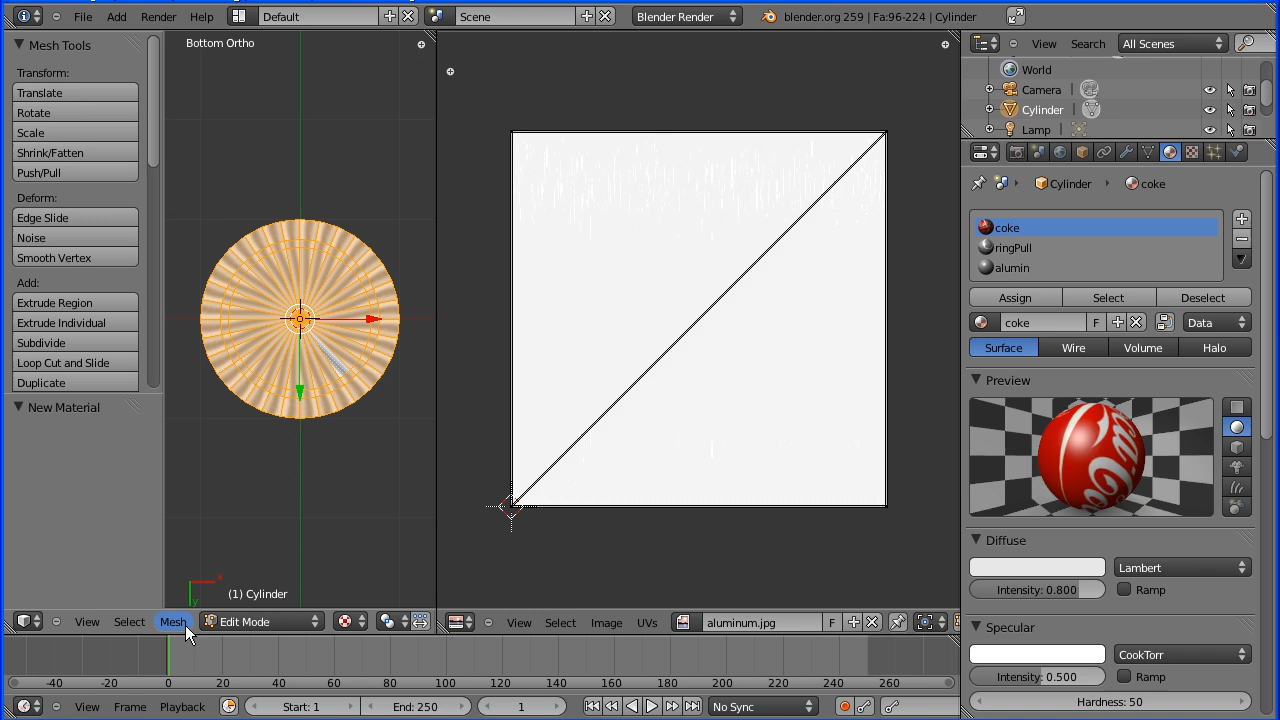 File Add Render Help Default Scene Blender Render blender.org 259 | Fa:96-224 | Cylinder
Mesh Tools
Transform:
Translate
Rotate
Scale
Shrink/Fatten
Push/Pull
Deform:
Edge Slide
Noise
Smooth Vertex
Add:
Extrude Region
Extrude Individual
Subdivide
Loop Cut and Slide
Duplicate
New Material
Bottom Ortho
x
y
(1) Cylinder
View Select Mesh Edit Mode
View Select Image UVs aluminum.jpg F
View Search All Scenes
World
Camera
Cylinder
Lamp
Cylinder coke
coke
ringPull
alumin
Assign Select Deselect
coke F Data
Surface Wire Volume Halo
Preview
Diffuse
Lambert
Intensity: 0.800 Ramp
Specular
CookTorr
Intensity: 0.500 Ramp
Hardness: 50
-40 -20 0 20 40 60 80 100 120 140 160 180 200 220 240 260
View Frame Playback Start: 1 End: 250 1 No Sync